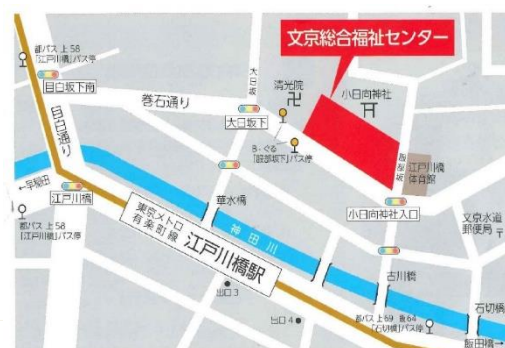 都バス 上 58
「江戸川橋」バス停
目白坂下南
目白通り
巻石通り
大日坂
大日坂下
清光院
文京総合福祉センター
小日向神社
B-ぐる
「服部坂下」バス停
服部坂
江戸川橋
体育館
小日向神社入口
文京水道
郵便局
←早稲田
江戸川橋
都バス 上 58
「江戸川橋」バス停
華水橋
東京メトロ
有楽町線
江戸川橋駅
神田川
古川橋
石切橋
出口 3
出口 4
都バス 上69 飯64
「石切橋」バス停
飯田橋→